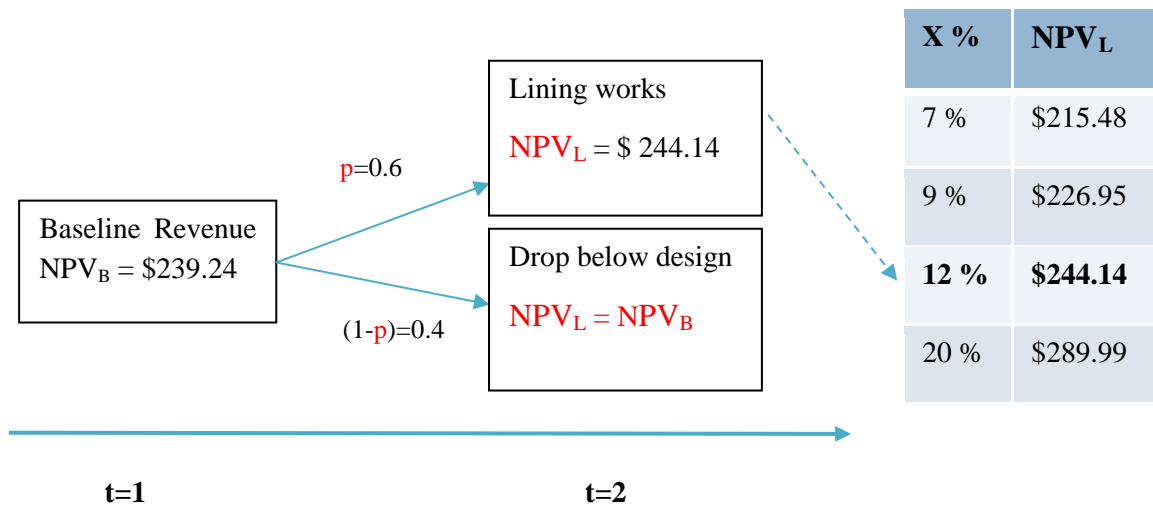 Baseline Revenue
NPVB = $239.24
p=0.6
(1-p)=0.4
Lining works
NPVL = $ 244.14
Drop below design
NPVL = NPVB
X % NPVL
7 % $215.48
9 % $226.95
12 % $244.14
20 % $289.99
t=1 t=2